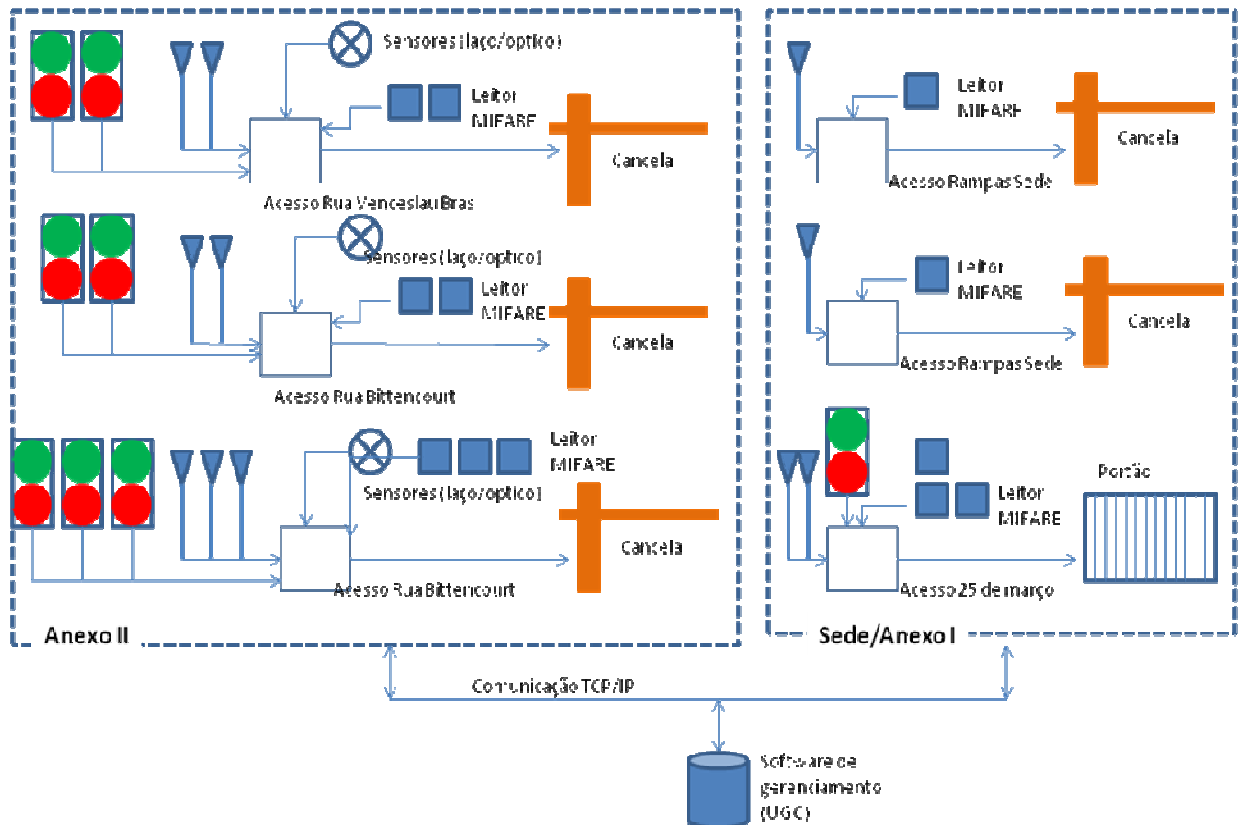 Sensores (laço/optico)
Leitor
MIFARE
Cancela
Acesso Rua Venceslau Bras
Sensores (laço/optico)
Leitor
MIFARE
Cancela
Acesso Rua Bittencourt
Leitor
MIFARE
Sensores (laço/optico)
Cancela
Acesso Rua Bittencourt
Anexo II
Leitor
MIFARE
Cancela
Acesso Rampas Sede
Leitor
MIFARE
Cancela
Acesso Rampas Sede
Portão
Leitor
MIFARE
Acesso 25 de março
Sede/Anexo I
Comunicação TCP/IP
Software de
gerenciamento
(UGC)